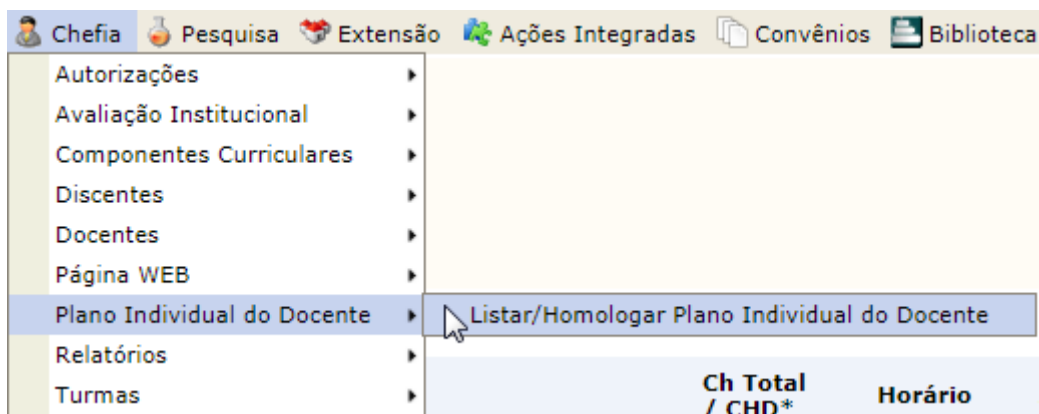 Chefia Pesquisa Extensão Ações Integradas Convênios Biblioteca
Autorizações
Avaliação Institucional
Componentes Curriculares
Discentes
Docentes
Página WEB
Plano Individual do Docente Listar/Homologar Plano Individual do Docente
Relatórios
Turmas
Ch Total
/ CHD* Horário